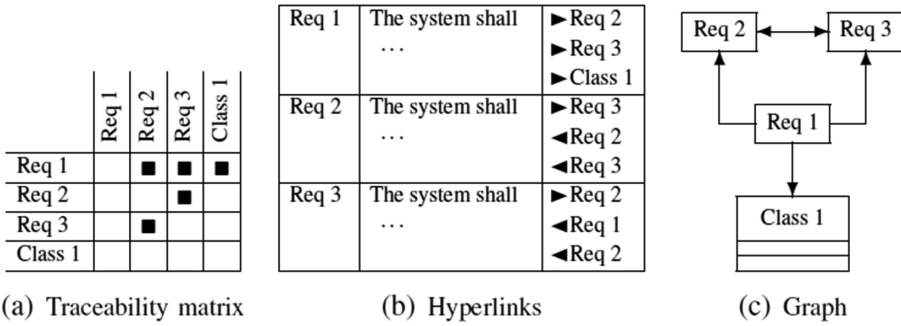 Req 1
Req 2
Req 3
Class 1
Req 1
Req 2
Req 3
Class 1
(a) Traceability matrix
Req 1 The system shall ►Req 2
... ►Req 3
►Class 1
Req 2 The system shall ►Req 3
... ◄Req 2
◄Req 3
Req 3 The system shall ►Req 2
... ◄Req 1
◄Req 2
(b) Hyperlinks
Req 2 Req 3
Req 1
Class 1
(c) Graph